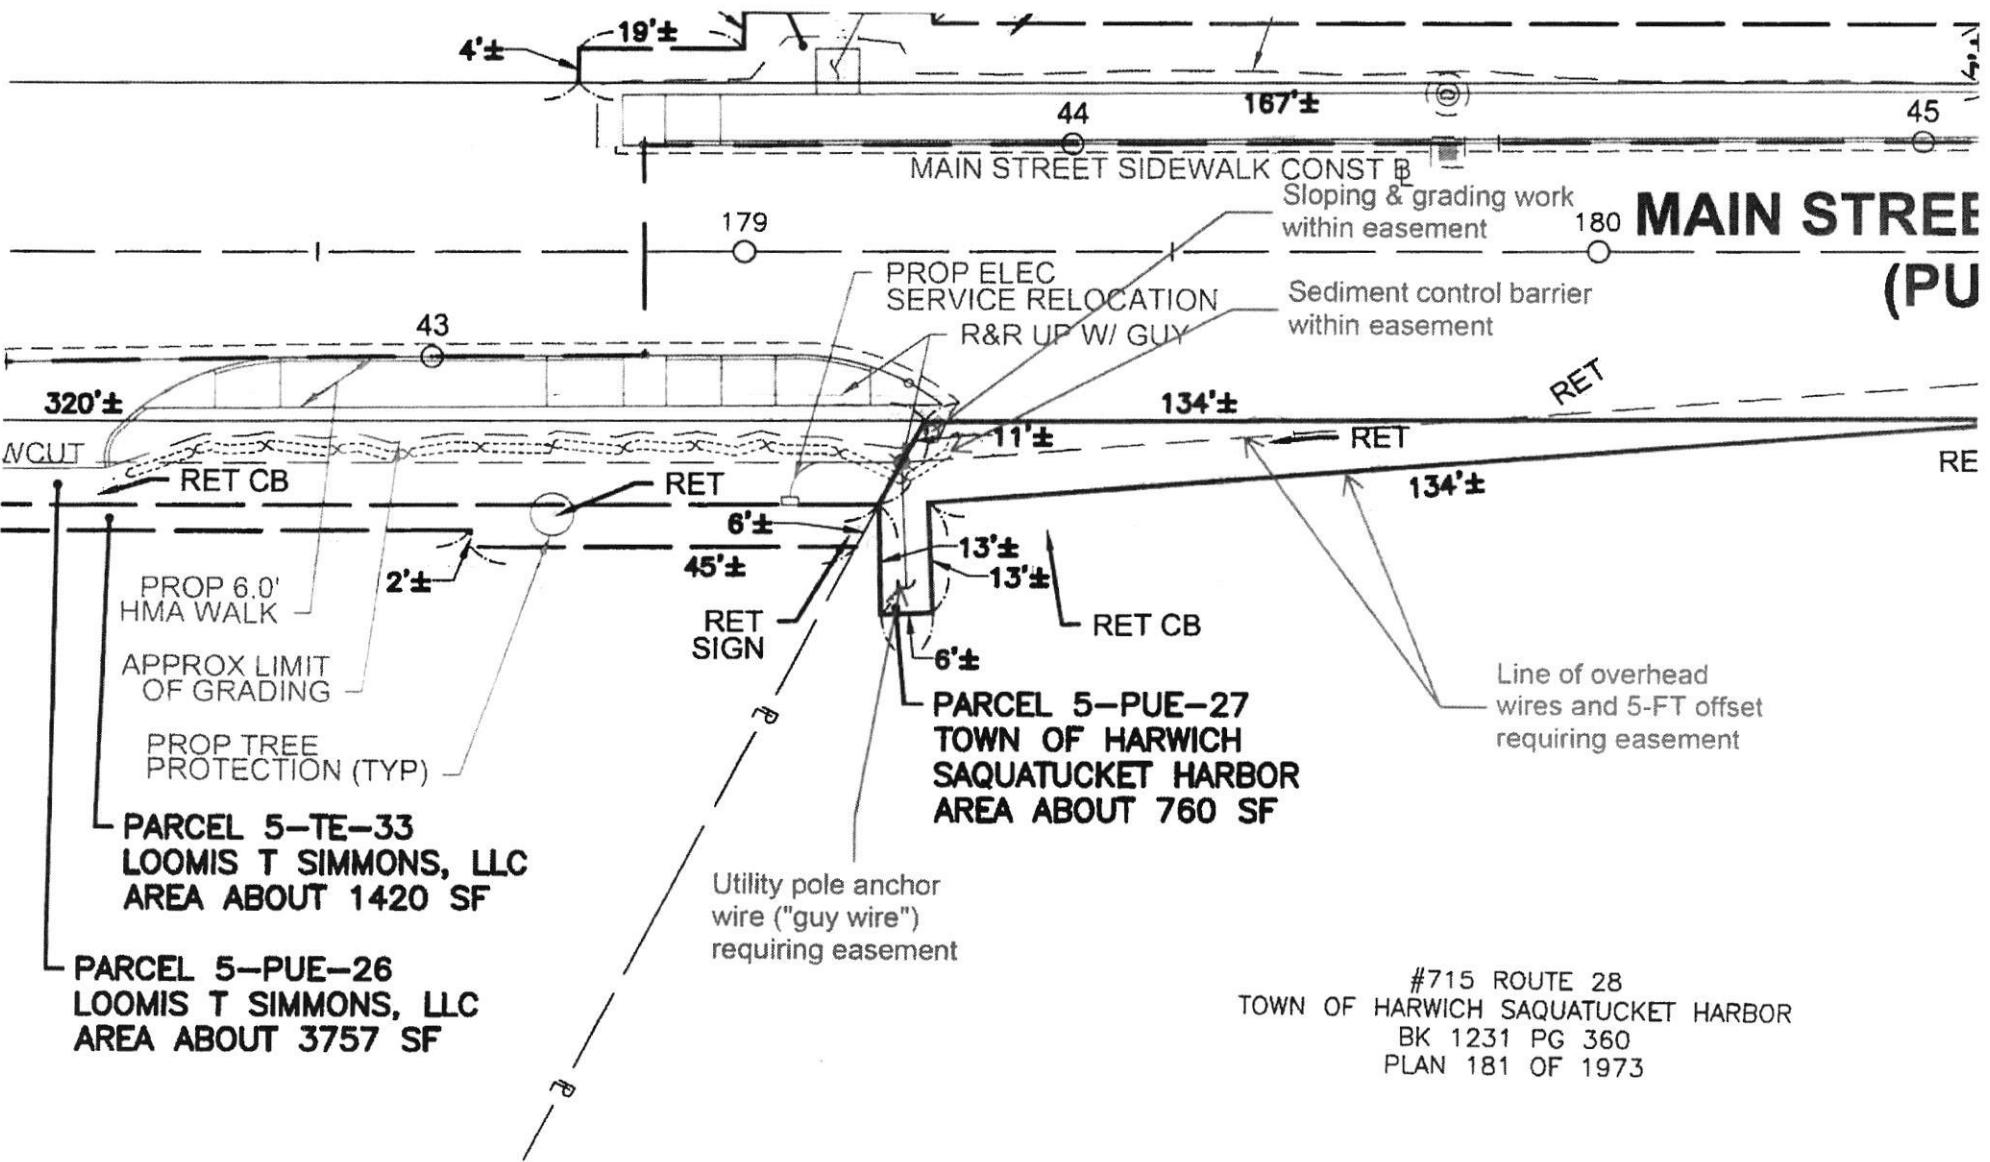 19'±
4'±
167'±
44
45
MAIN STREET SIDEWALK CONST BL
Sloping & grading work
within easement
179
180
MAIN STREE
(PU
PROP ELEC
SERVICE RELOCATION
R&R UP W/ GUY
Sediment control barrier
within easement
43
320'±
134'±
RET
11'±
RET
WCUT
RET CB
RET
134'±
RE
6'±
13'±
13'±
2'±
45'±
PROP 6.0'
HMA WALK
RET
SIGN
RET CB
6'±
APPROX LIMIT
OF GRADING
PROP TREE
PROTECTION (TYP)
PARCEL 5-PUE-27
TOWN OF HARWICH
SAQUATUCKET HARBOR
AREA ABOUT 760 SF
Line of overhead
wires and 5-FT offset
requiring easement
PL
PARCEL 5-TE-33
LOOMIS T SIMMONS, LLC
AREA ABOUT 1420 SF
Utility pole anchor
wire ("guy wire")
requiring easement
PARCEL 5-PUE-26
LOOMIS T SIMMONS, LLC
AREA ABOUT 3757 SF
#715 ROUTE 28
TOWN OF HARWICH SAQUATUCKET HARBOR
BK 1231 PG 360
PLAN 181 OF 1973
PL